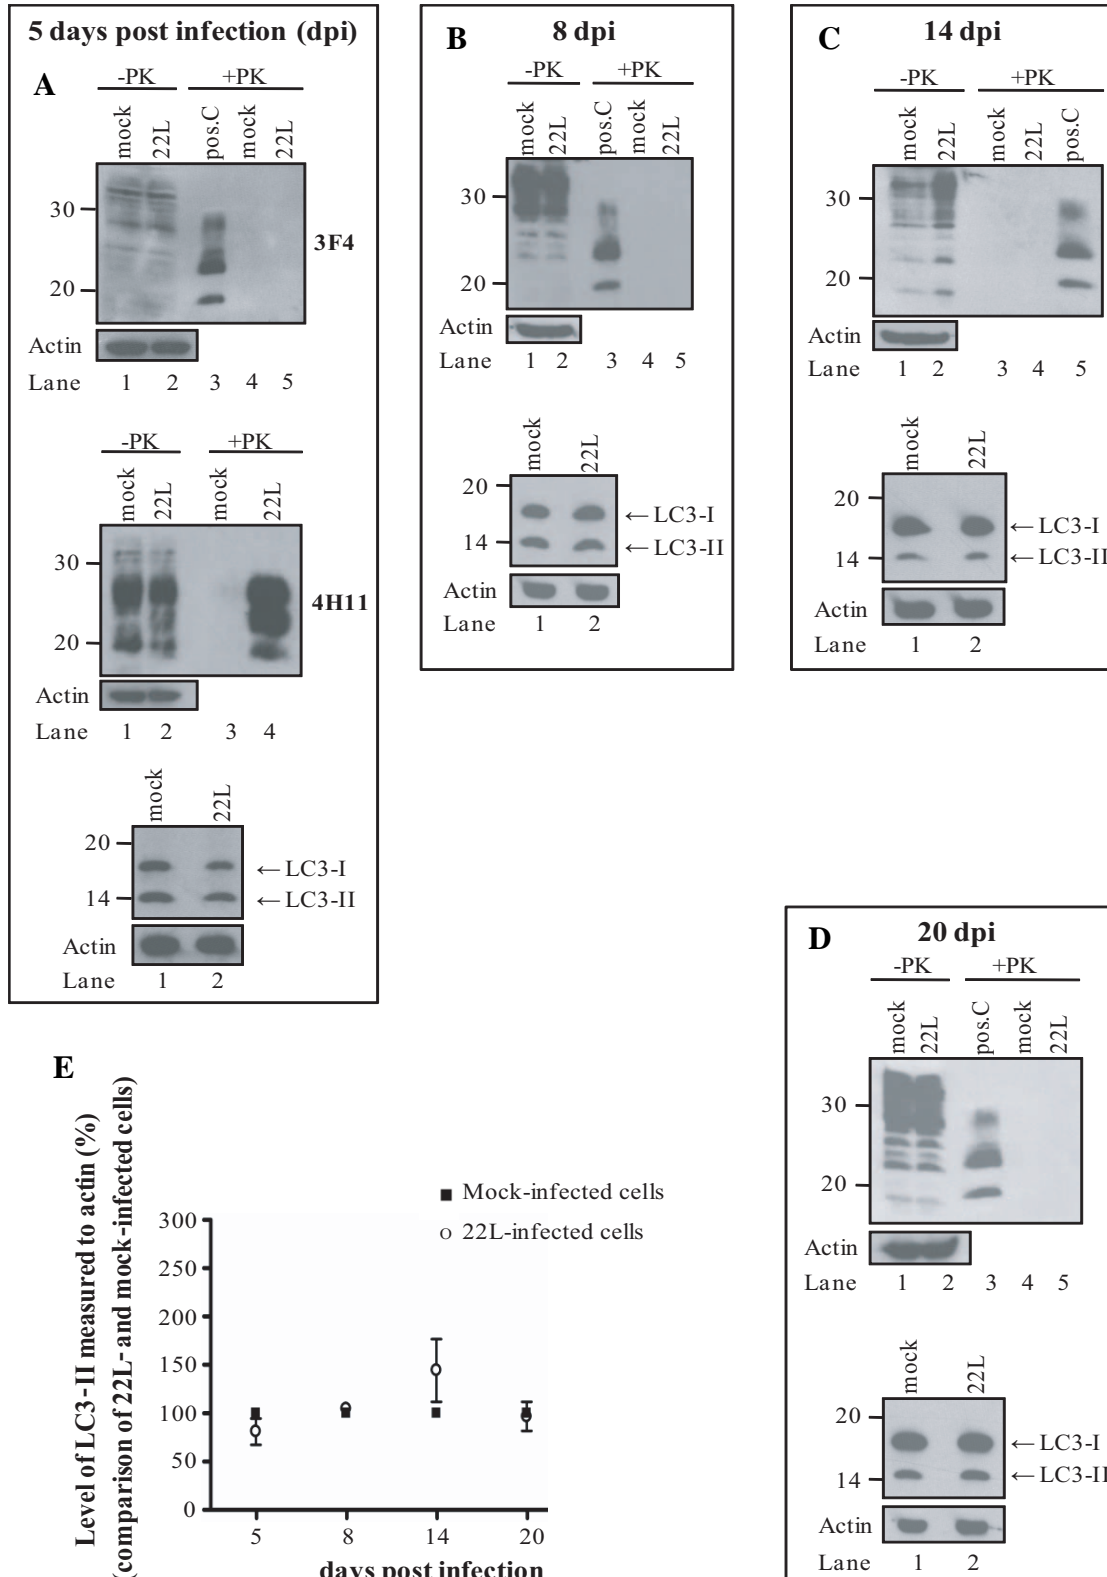 5 days post infection (dpi)
A
-PK +PK
mock 22L pos.C mock 22L
30
20
3F4
Actin
Lane 1 2 3 4 5
-PK +PK
mock 22L mock 22L
30
20
4H11
Actin
Lane 1 2 3 4
mock 22L
20
14
←LC3-I
←LC3-II
Actin
Lane 1 2
B
8 dpi
-PK +PK
mock 22L pos.C mock 22L
30
20
Actin
Lane 1 2 3 4 5
mock 22L
20
14
←LC3-I
←LC3-II
Actin
Lane 1 2
C
14 dpi
-PK +PK
mock 22L mock 22L pos.C
30
20
Actin
Lane 1 2 3 4 5
mock 22L
20
14
←LC3-I
←LC3-II
Actin
Lane 1 2
D
20 dpi
-PK +PK
mock 22L pos.C mock 22L
30
20
Actin
Lane 1 2 3 4 5
mock 22L
20
14
←LC3-I
←LC3-II
Actin
Lane 1 2
E
Level of LC3-II measured to actin (%)
(comparison of 22L- and mock-infected cells)
Mock-infected cells
22L-infected cells
300
250
200
150
100
50
0
5 8 14 20
days post infection